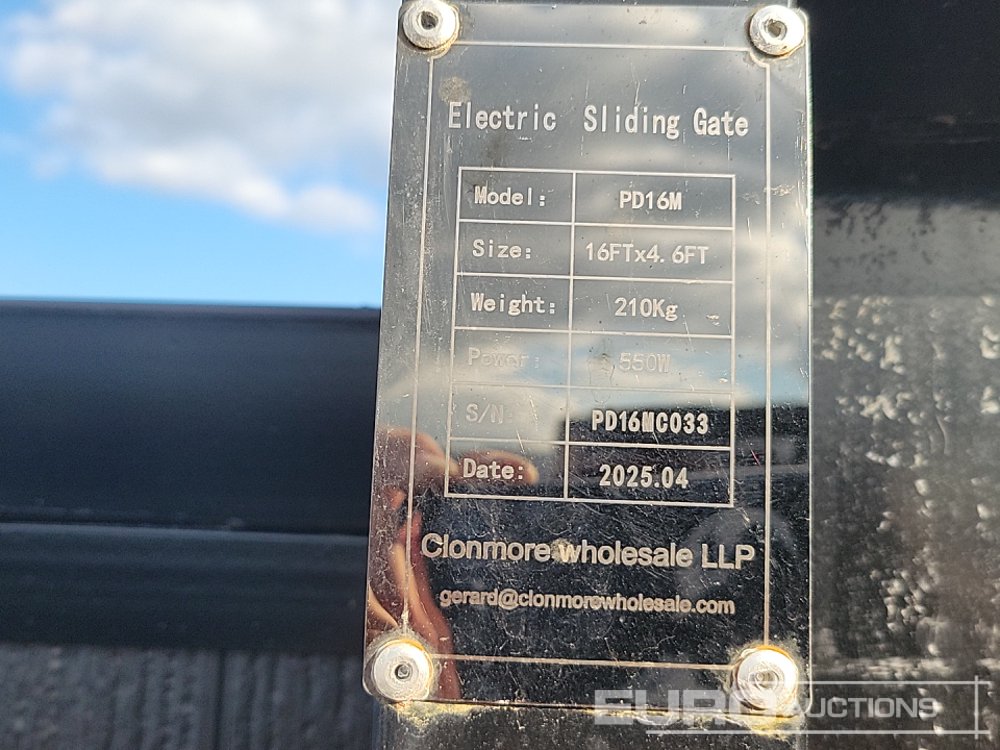 Electric Sliding Gate
Model: PD16M
Size: 16FTx4.6FT
Weight: 210Kg
Power: 550W
S/N PD16MC033
Date: 2025.04
Clonmore wholesale LLP
gerard@clonmorewholesale.com
EURO AUCTIONS